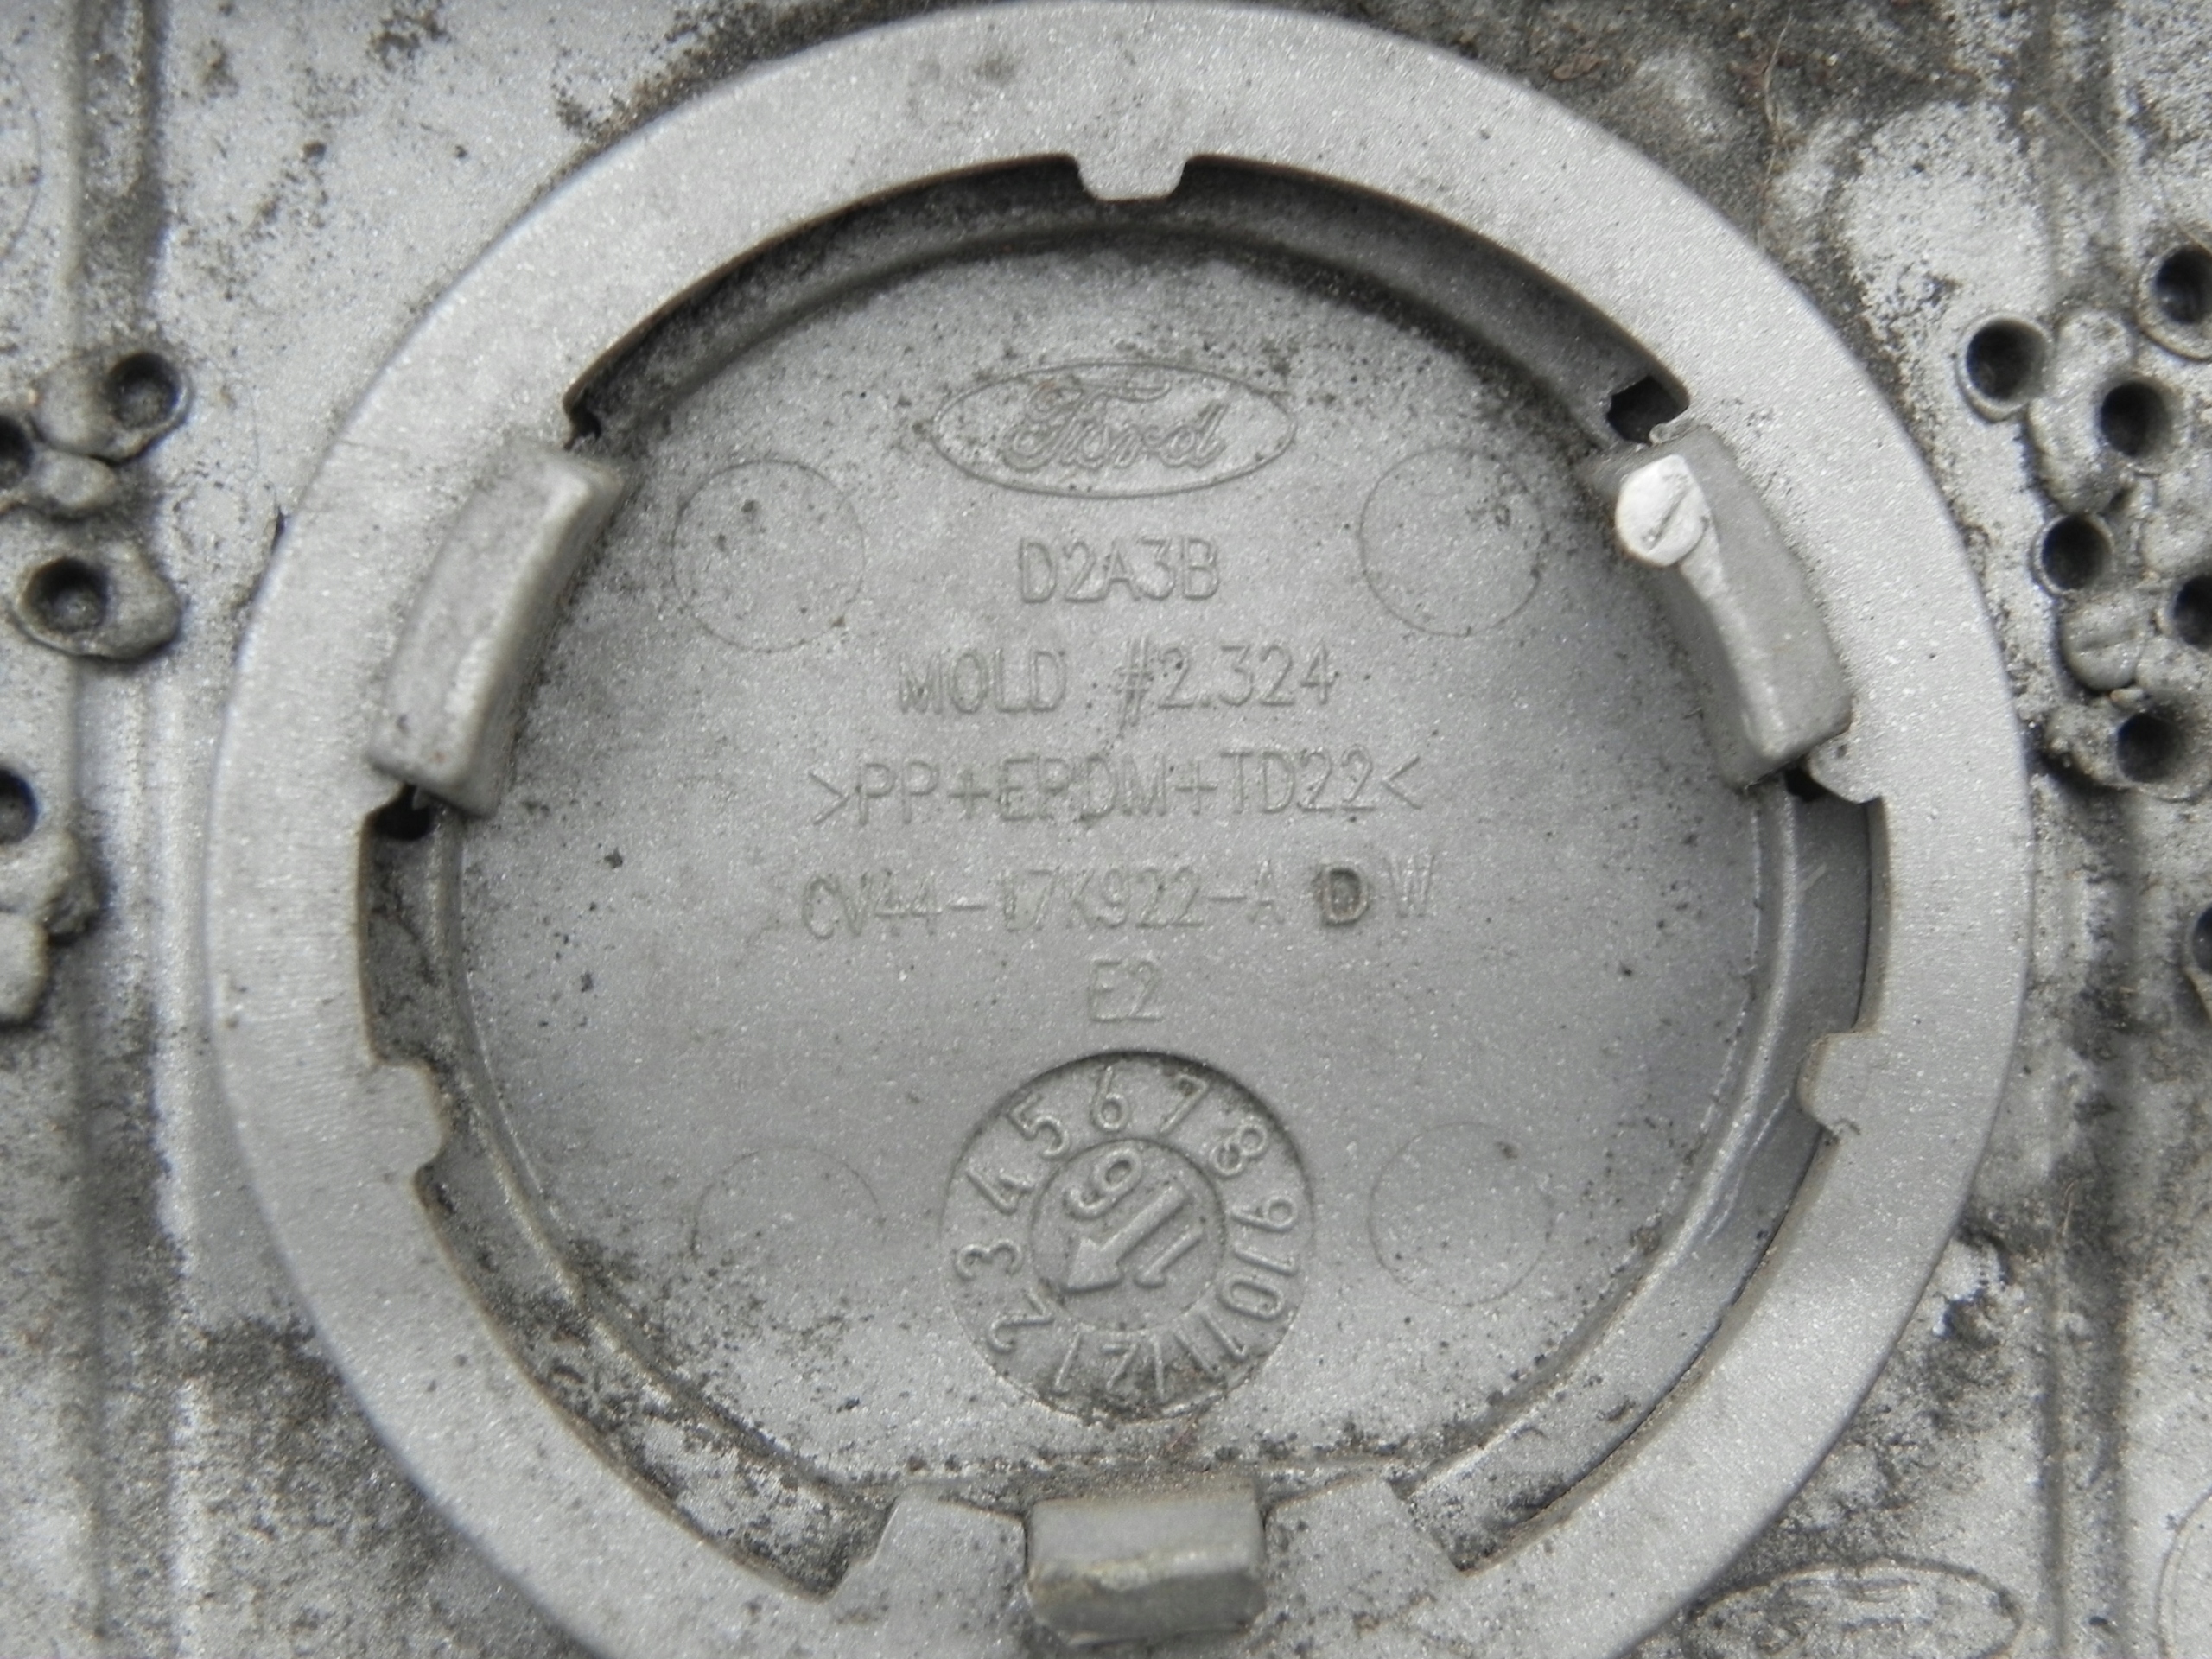 Ford
D2A3B
MOLD #2.324
>PP+EPDM+TD22<
CV44-17K922-A D W
E2
1 2 3 4 5 6 7 8 9 10 11 12
16